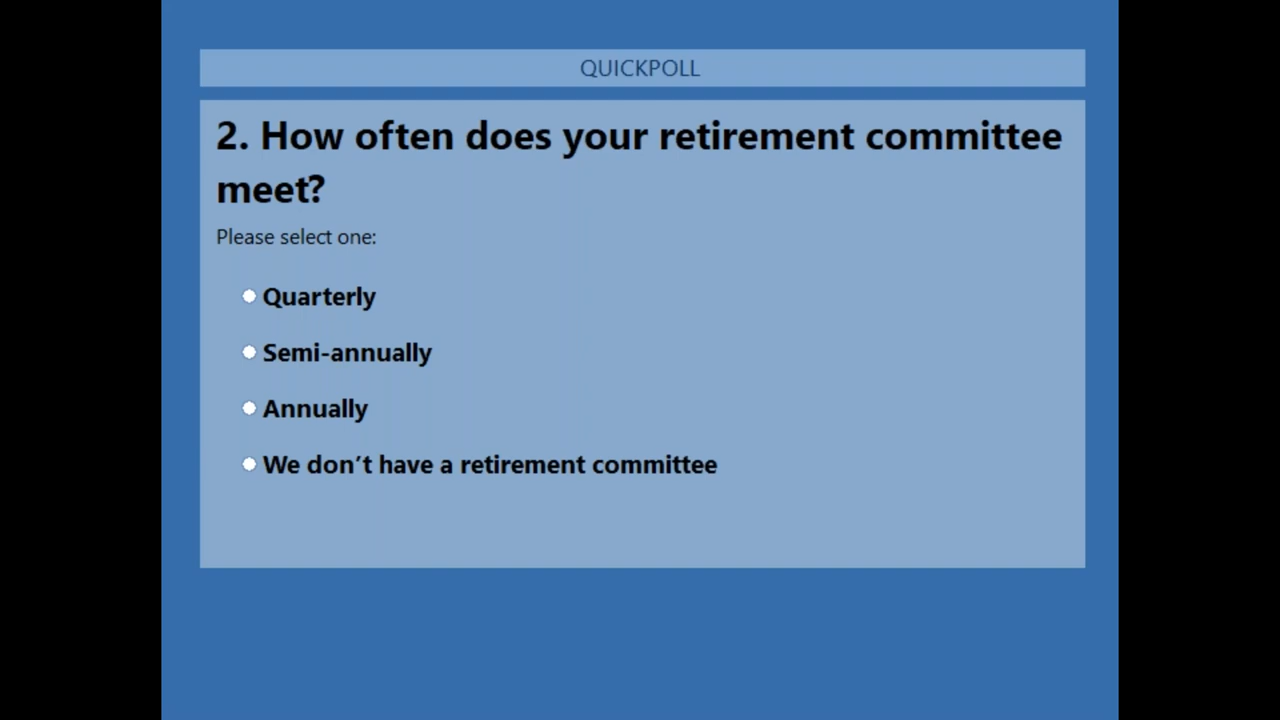 QUICKPOLL
2. How often does your retirement committee
meet?
Please select one:
Quarterly
Semi-annually
Annually
We don’t have a retirement committee